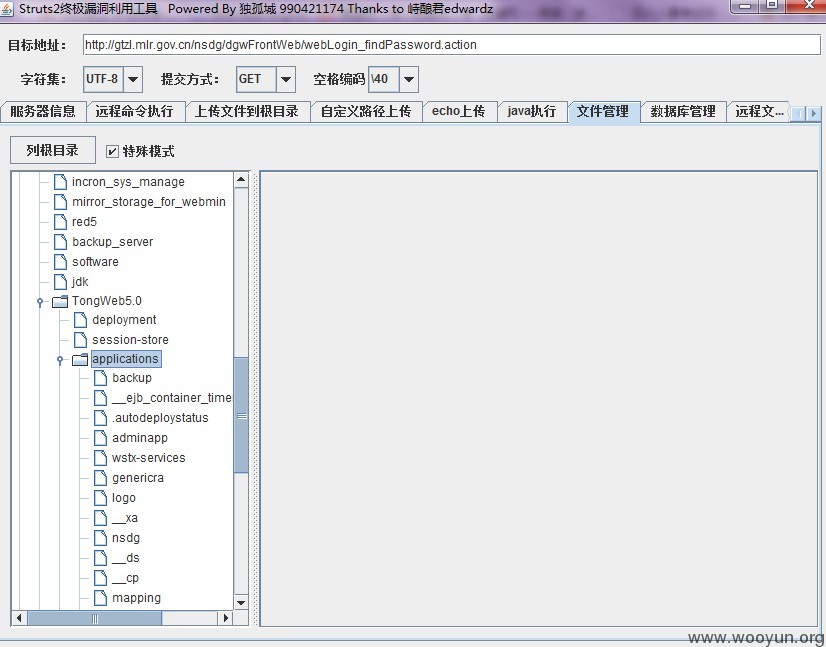 Struts2终极漏洞利用工具 Powered By 独孤城 990421174 Thanks to 峙酿君edwardz
目标地址： http://gtzl.mlr.gov.cn/nsdg/dgwFrontWeb/webLogin_findPassword.action
字符集： UTF-8 提交方式： GET 空格编码 \40
服务器信息 远程命令执行 上传文件到根目录 自定义路径上传 echo上传 java执行 文件管理 数据库管理 远程文...
列根目录 特殊模式
incron_sys_manage
mirror_storage_for_webmin
red5
backup_server
software
jdk
TongWeb5.0
deployment
session-store
applications
backup
__ejb_container_time
.autodeploystatus
adminapp
wstx-services
genericra
logo
__xa
nsdg
__ds
__cp
mapping
www.wooyun.org